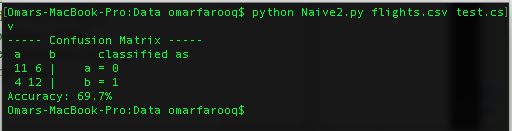 [Omars-MacBook-Pro:Data omarfarooq$ python Naive2.py flights.csv test.cs]
v
----- Confusion Matrix -----
a b classified as
11 6 | a = 0
4 12 | b = 1
Accuracy: 69.7%
Omars-MacBook-Pro:Data omarfarooq$